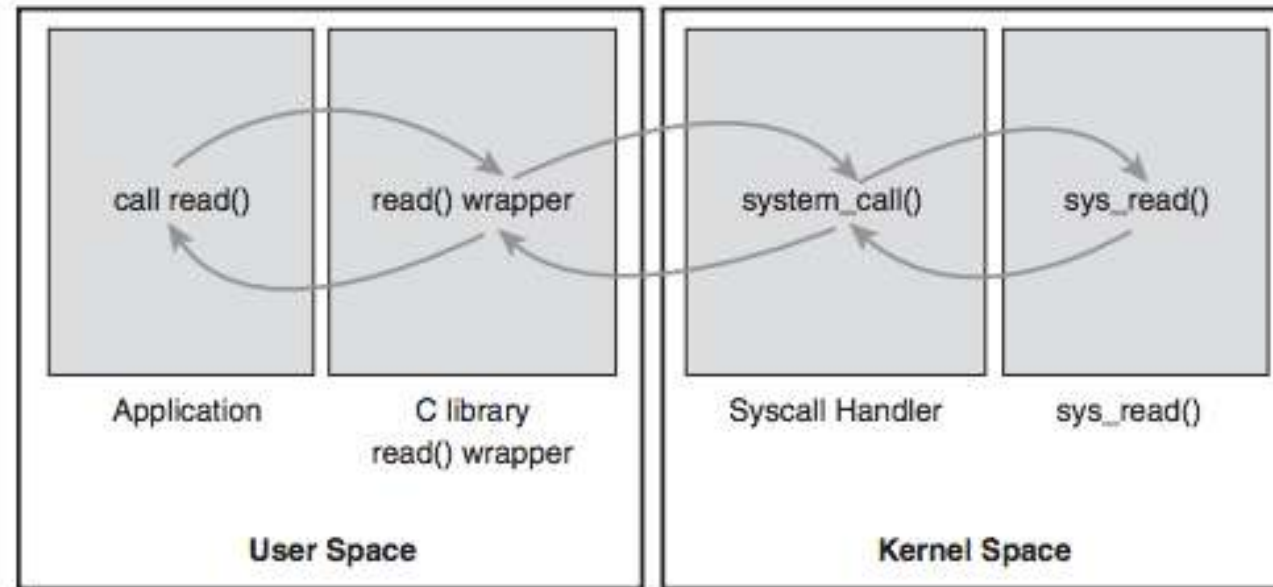 call read()
read() wrapper
system_call()
sys_read()
Application
C library
read() wrapper
Syscall Handler
sys_read()
User Space
Kernel Space